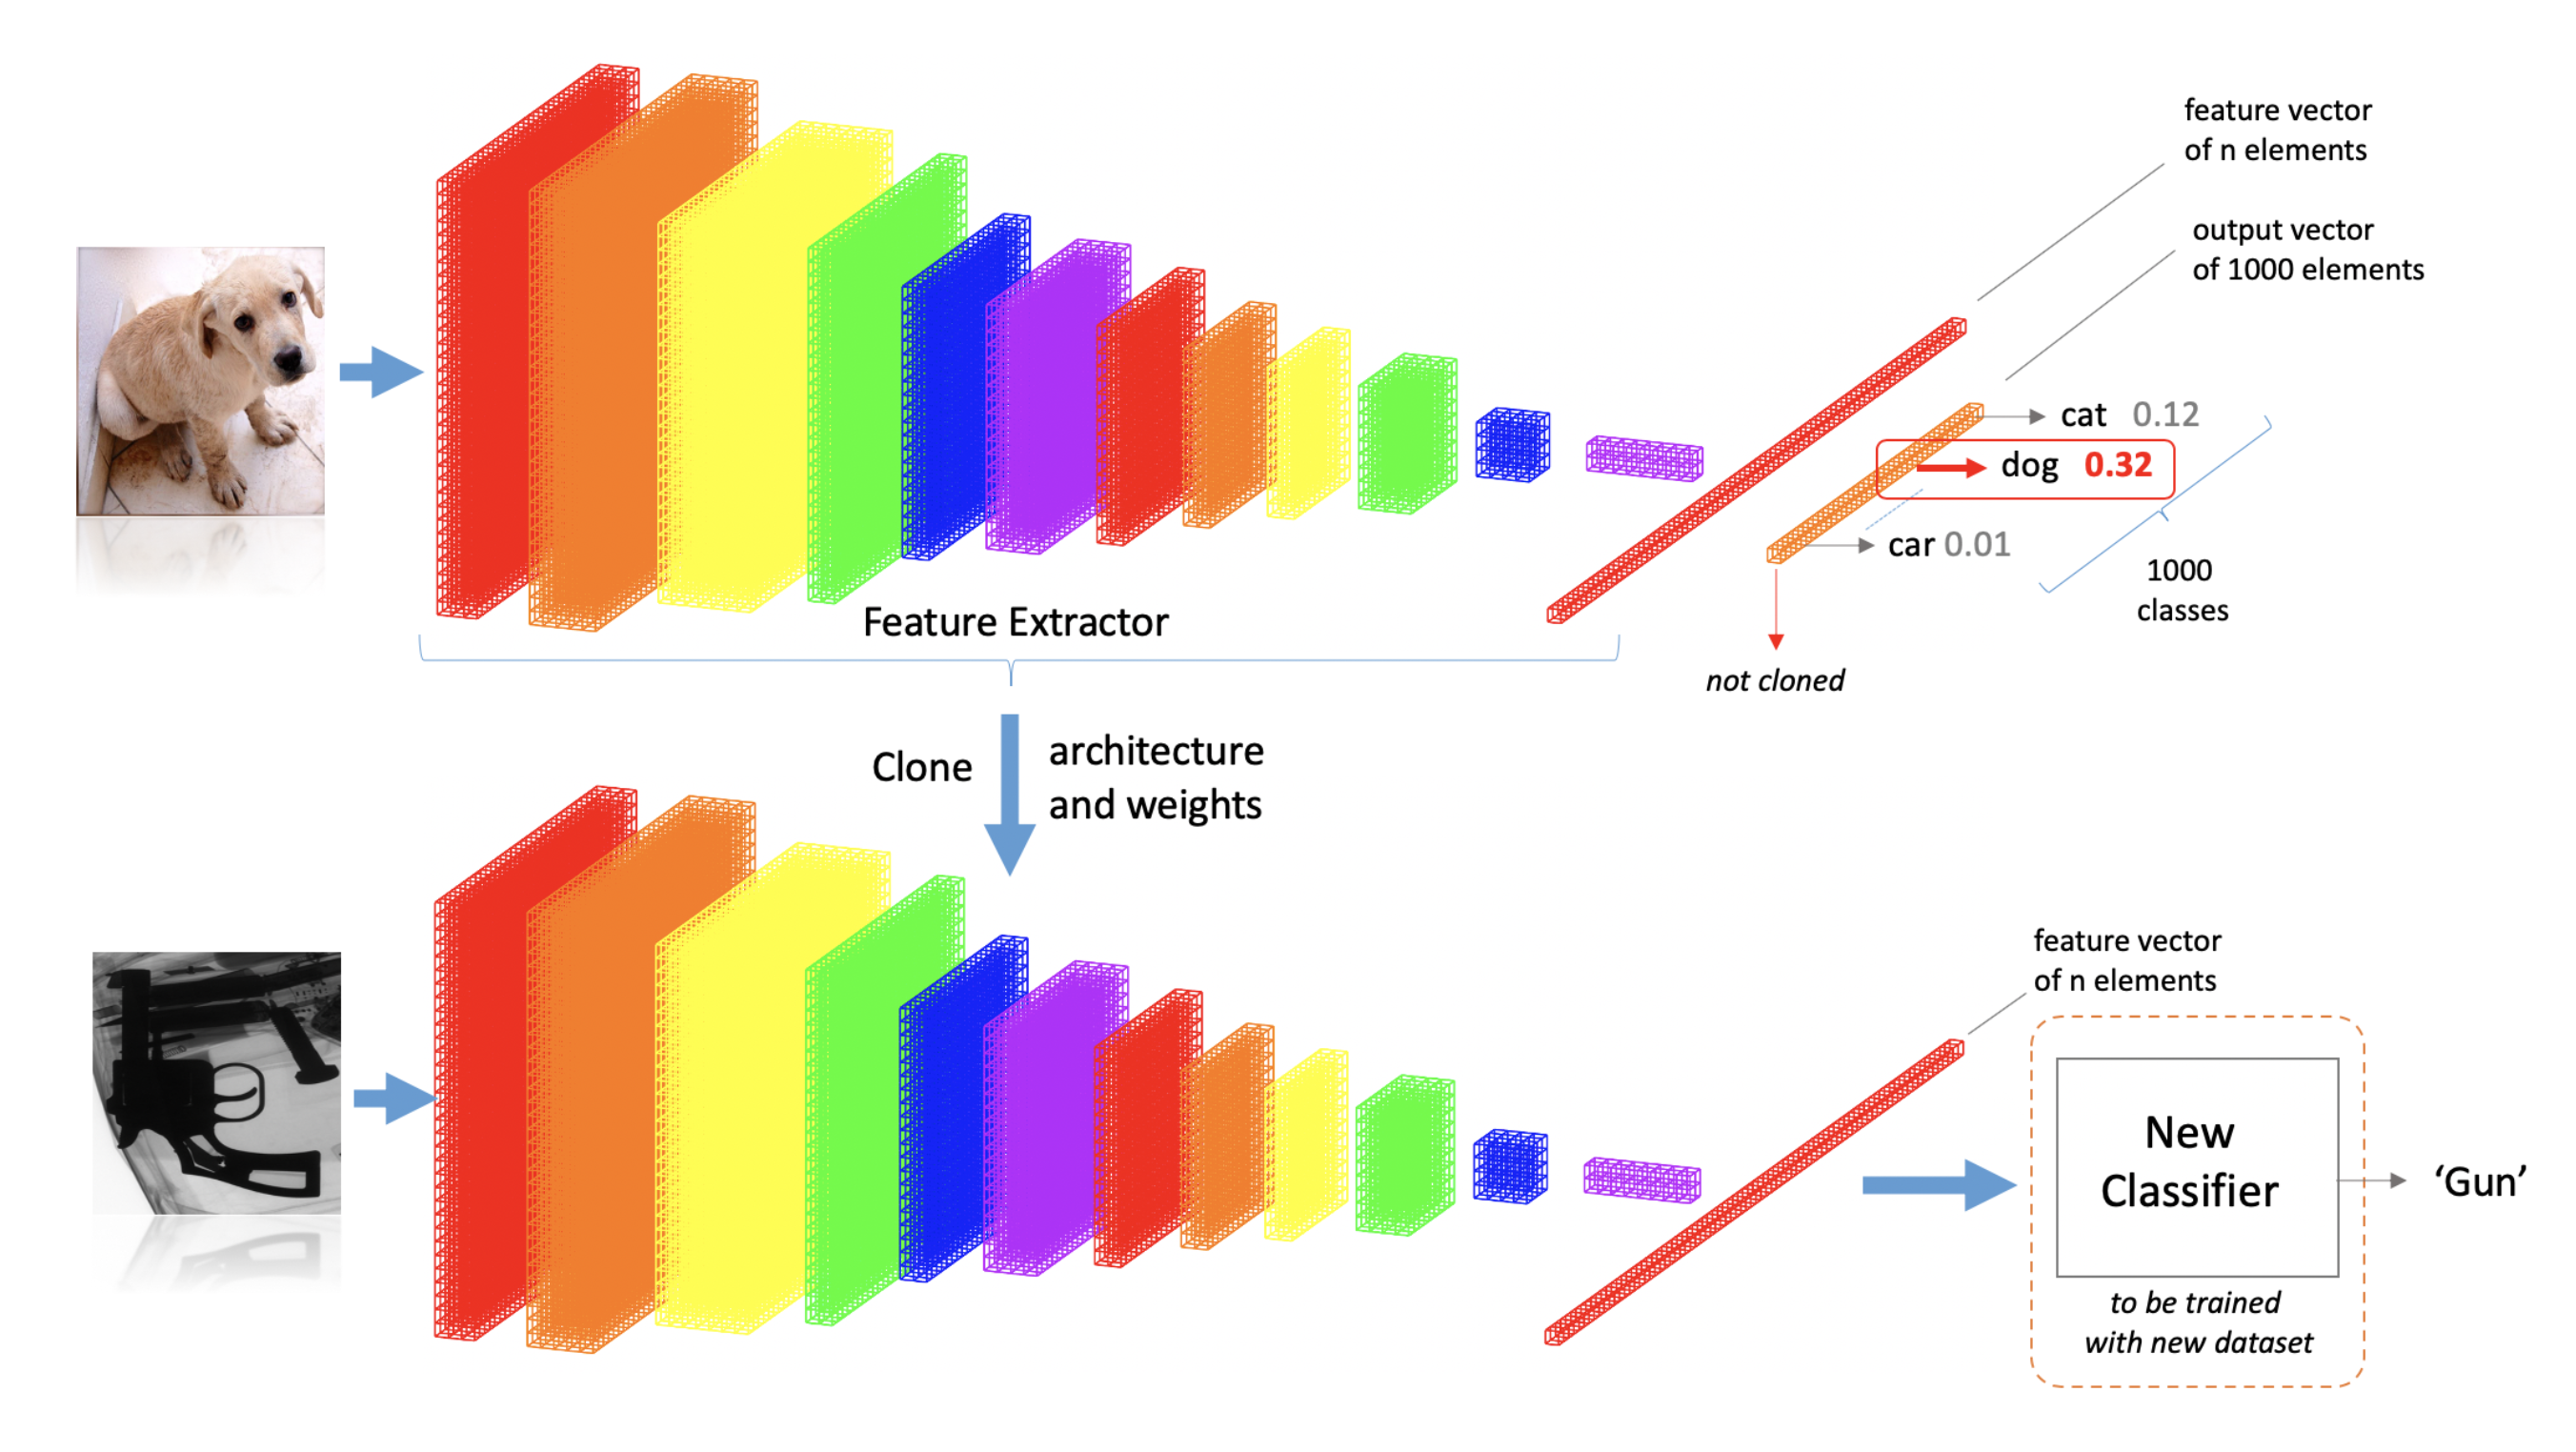 feature vector
of n elements
output vector
of 1000 elements
cat 0.12
dog 0.32
car 0.01
1000
classes
Feature Extractor
not cloned
Clone
architecture
and weights
feature vector
of n elements
New
Classifier
‘Gun’
to be trained
with new dataset